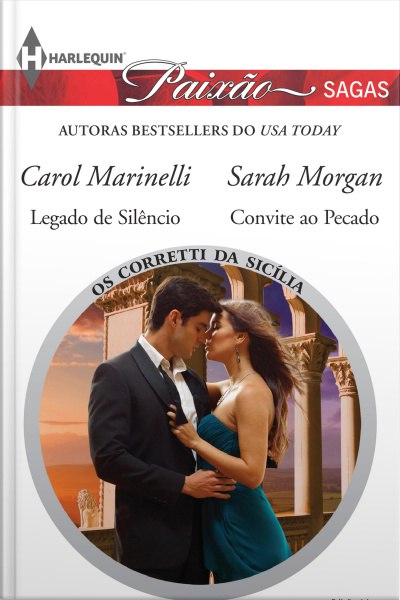 HARLEQUIN®
Paixão SAGAS
AUTORAS BESTSELLERS DO USA TODAY
Carol Marinelli Sarah Morgan
Legado de Silêncio Convite ao Pecado
OS CORRETTI DA SICÍLIA